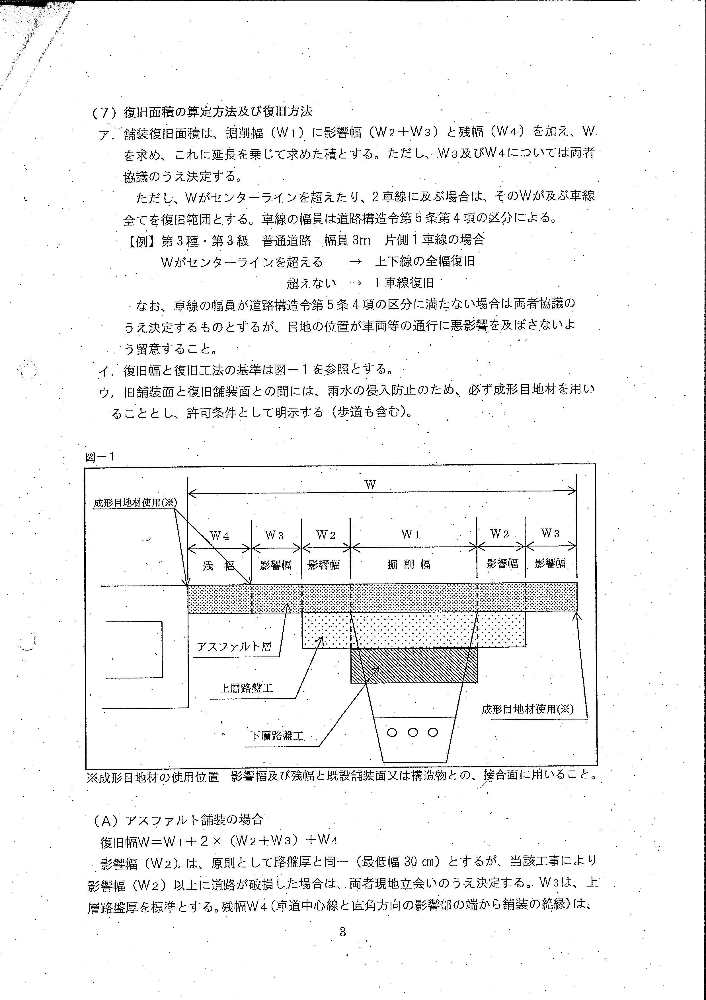 （７）復旧面積の算定方法及び復旧方法
ア．舗装復旧面積は、掘削幅（W1）に影響幅（W2＋W3）と残幅（W4）を加え、W
を求め、これに延長を乗じて求めた積とする。ただし、W3及びW4については両者
協議のうえ決定する。
ただし、Wがセンターラインを超えたり、2車線に及ぶ場合は、そのWが及ぶ車線
全てを復旧範囲とする。車線の幅員は道路構造令第5条第4項の区分による。
【例】第3種・第3級　普通道路　幅員3m　片側1車線の場合
Wがセンターラインを超える　→　上下線の全幅復旧
超えない　→　1車線復旧
なお、車線の幅員が道路構造令第5条4項の区分に満たない場合は両者協議の
うえ決定するものとするが、目地の位置が車両等の通行に悪影響を及ぼさないよ
う留意すること。
イ．復旧幅と復旧工法の基準は図－1を参照とする。
ウ．旧舗装面と復旧舗装面との間には、雨水の侵入防止のため、必ず成形目地材を用い
ることとし、許可条件として明示する（歩道も含む）。
図－1
W
成形目地材使用(※)
W4　W3　W2　W1　W2　W3
残　幅　影響幅　影響幅　掘　削　幅　影響幅　影響幅
アスファルト層
上層路盤工
成形目地材使用(※)
下層路盤工
※成形目地材の使用位置　影響幅及び残幅と既設舗装面又は構造物との、接合面に用いること。
（A）アスファルト舗装の場合
復旧幅W＝W1＋2×（W2＋W3）＋W4
影響幅（W2）は、原則として路盤厚と同一（最低幅 30 ㎝）とするが、当該工事により
影響幅（W2）以上に道路が破損した場合は、両者現地立会いのうえ決定する。W3は、上
層路盤厚を標準とする。残幅W4（車道中心線と直角方向の影響部の端から舗装の絶縁）は、
3